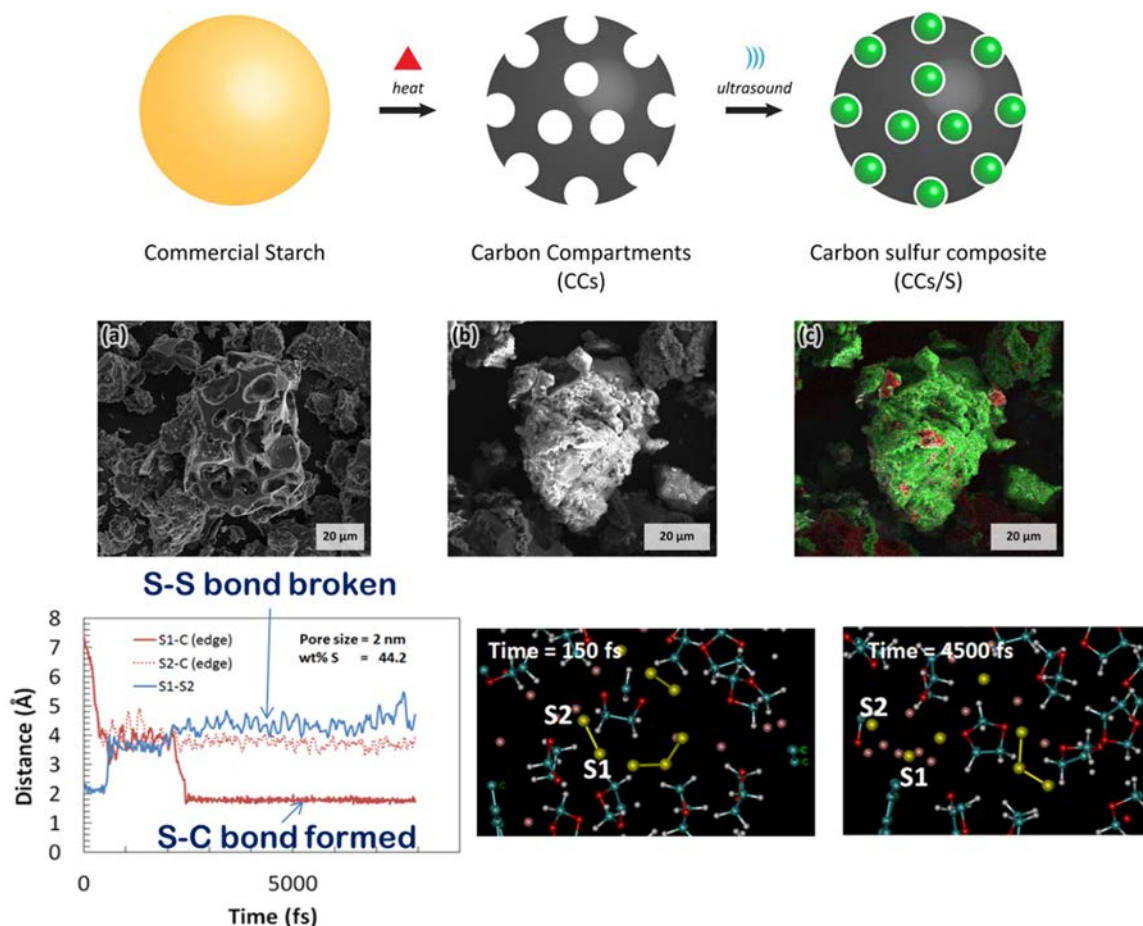 heat
ultrasound
Commercial Starch
Carbon Compartments
(CCs)
Carbon sulfur composite
(CCs/S)
(a)
20 µm
(b)
20 µm
(c)
20 µm
S-S bond broken
8
7
6
5
4
3
2
1
0
Distance (Å)
S1-C (edge)
S2-C (edge)
S1-S2
Pore size = 2 nm
wt% S = 44.2
S-C bond formed
0
5000
Time (fs)
Time = 150 fs
S2
S1
C
C
Time = 4500 fs
S2
S1